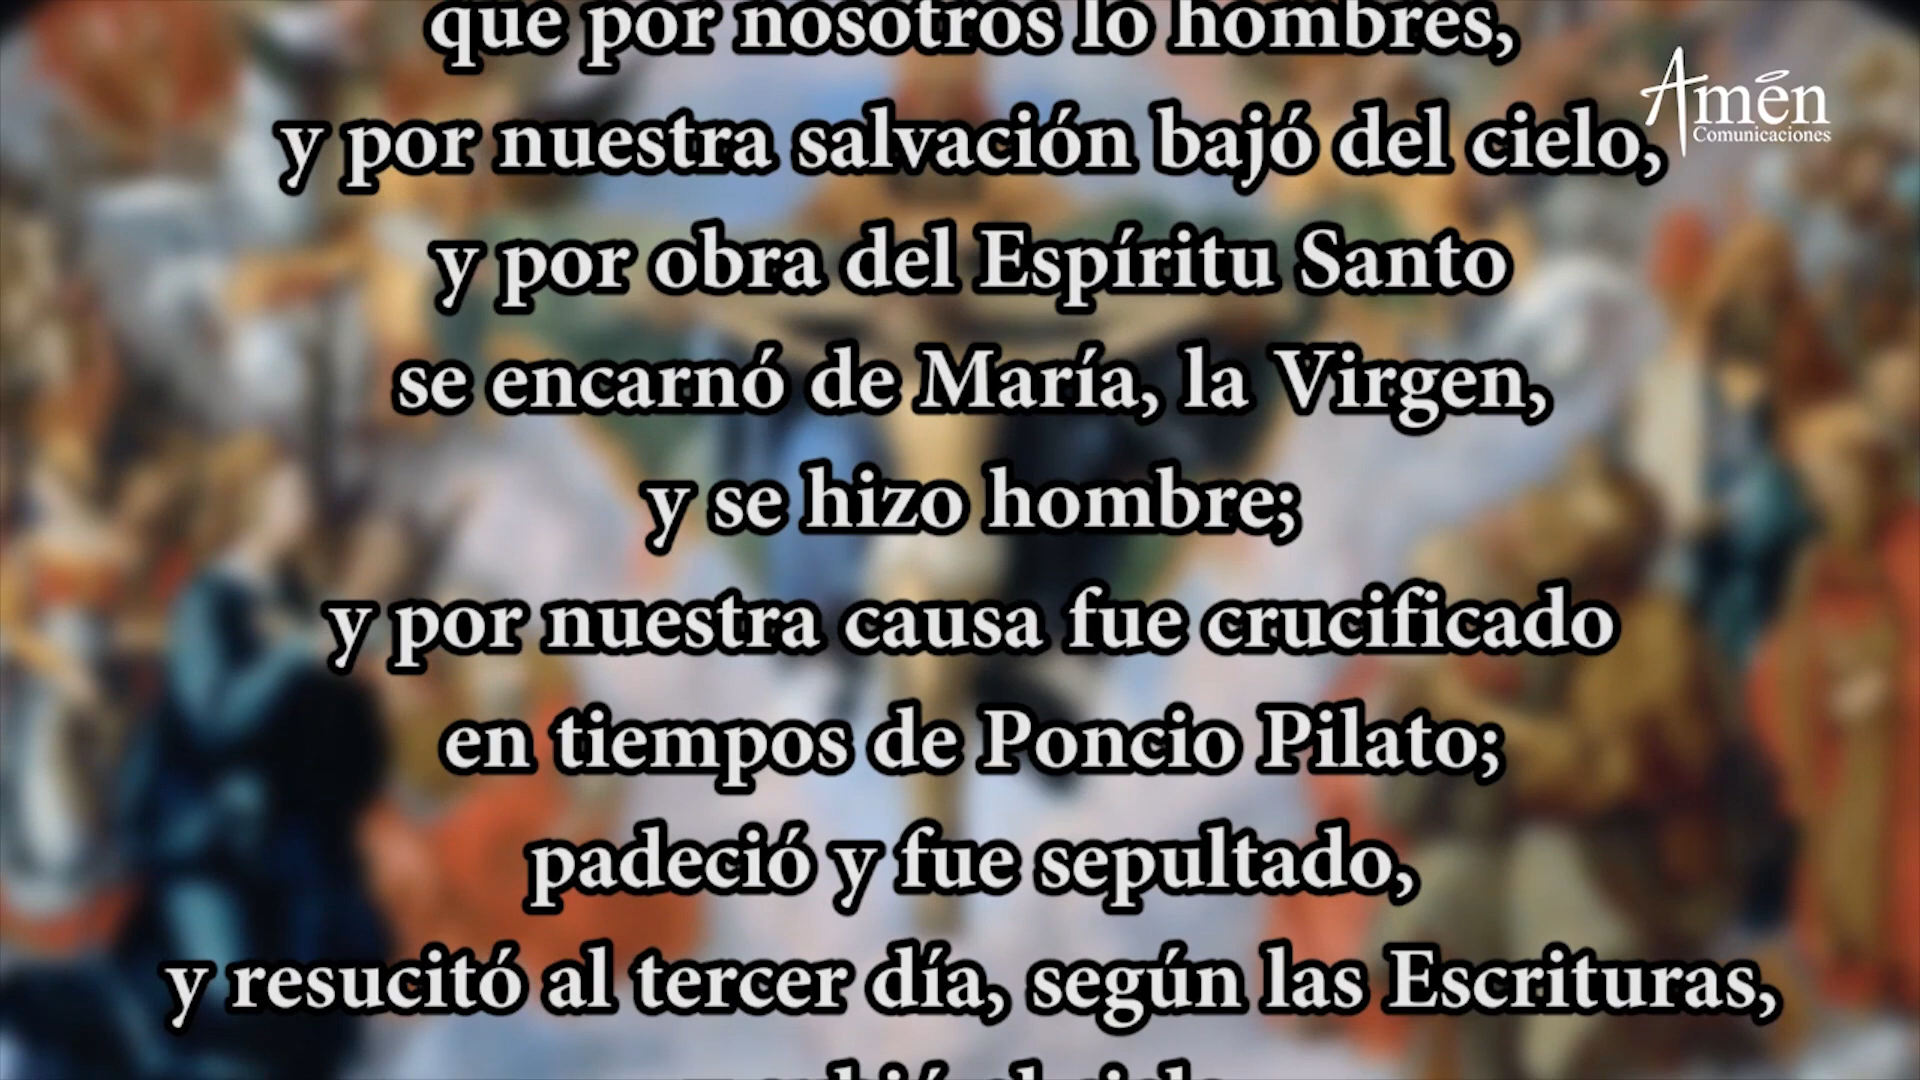 que por nosotros lo hombres,
Amén
Comunicaciones
y por nuestra salvación bajó del cielo,
y por obra del Espíritu Santo
se encarnó de María, la Virgen,
y se hizo hombre;
y por nuestra causa fue crucificado
en tiempos de Poncio Pilato;
padeció y fue sepultado,
y resucitó al tercer día, según las Escrituras,